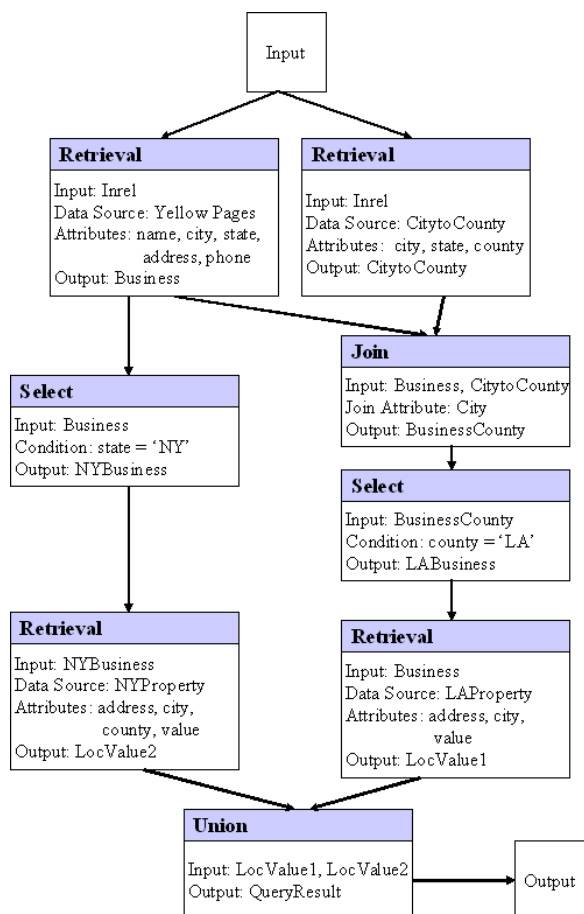 Input
Retrieval
Input: Inrel
Data Source: Yellow Pages
Attributes: name, city, state,
address, phone
Output: Business
Retrieval
Input: Inrel
Data Source: CitytoCounty
Attributes: city, state, county
Output: CitytoCounty
Select
Input: Business
Condition: state = ‘NY’
Output: NYBusiness
Join
Input: Business, CitytoCounty
Join Attribute: City
Output: BusinessCounty
Select
Input: BusinessCounty
Condition: county = ‘LA’
Output: LABusiness
Retrieval
Input: NYBusiness
Data Source: NYProperty
Attributes: address, city,
county, value
Output: LocValue2
Retrieval
Input: Business
Data Source: LAProperty
Attributes: address, city,
value
Output: LocValue1
Union
Input: LocValue1, LocValue2
Output: QueryResult
Output